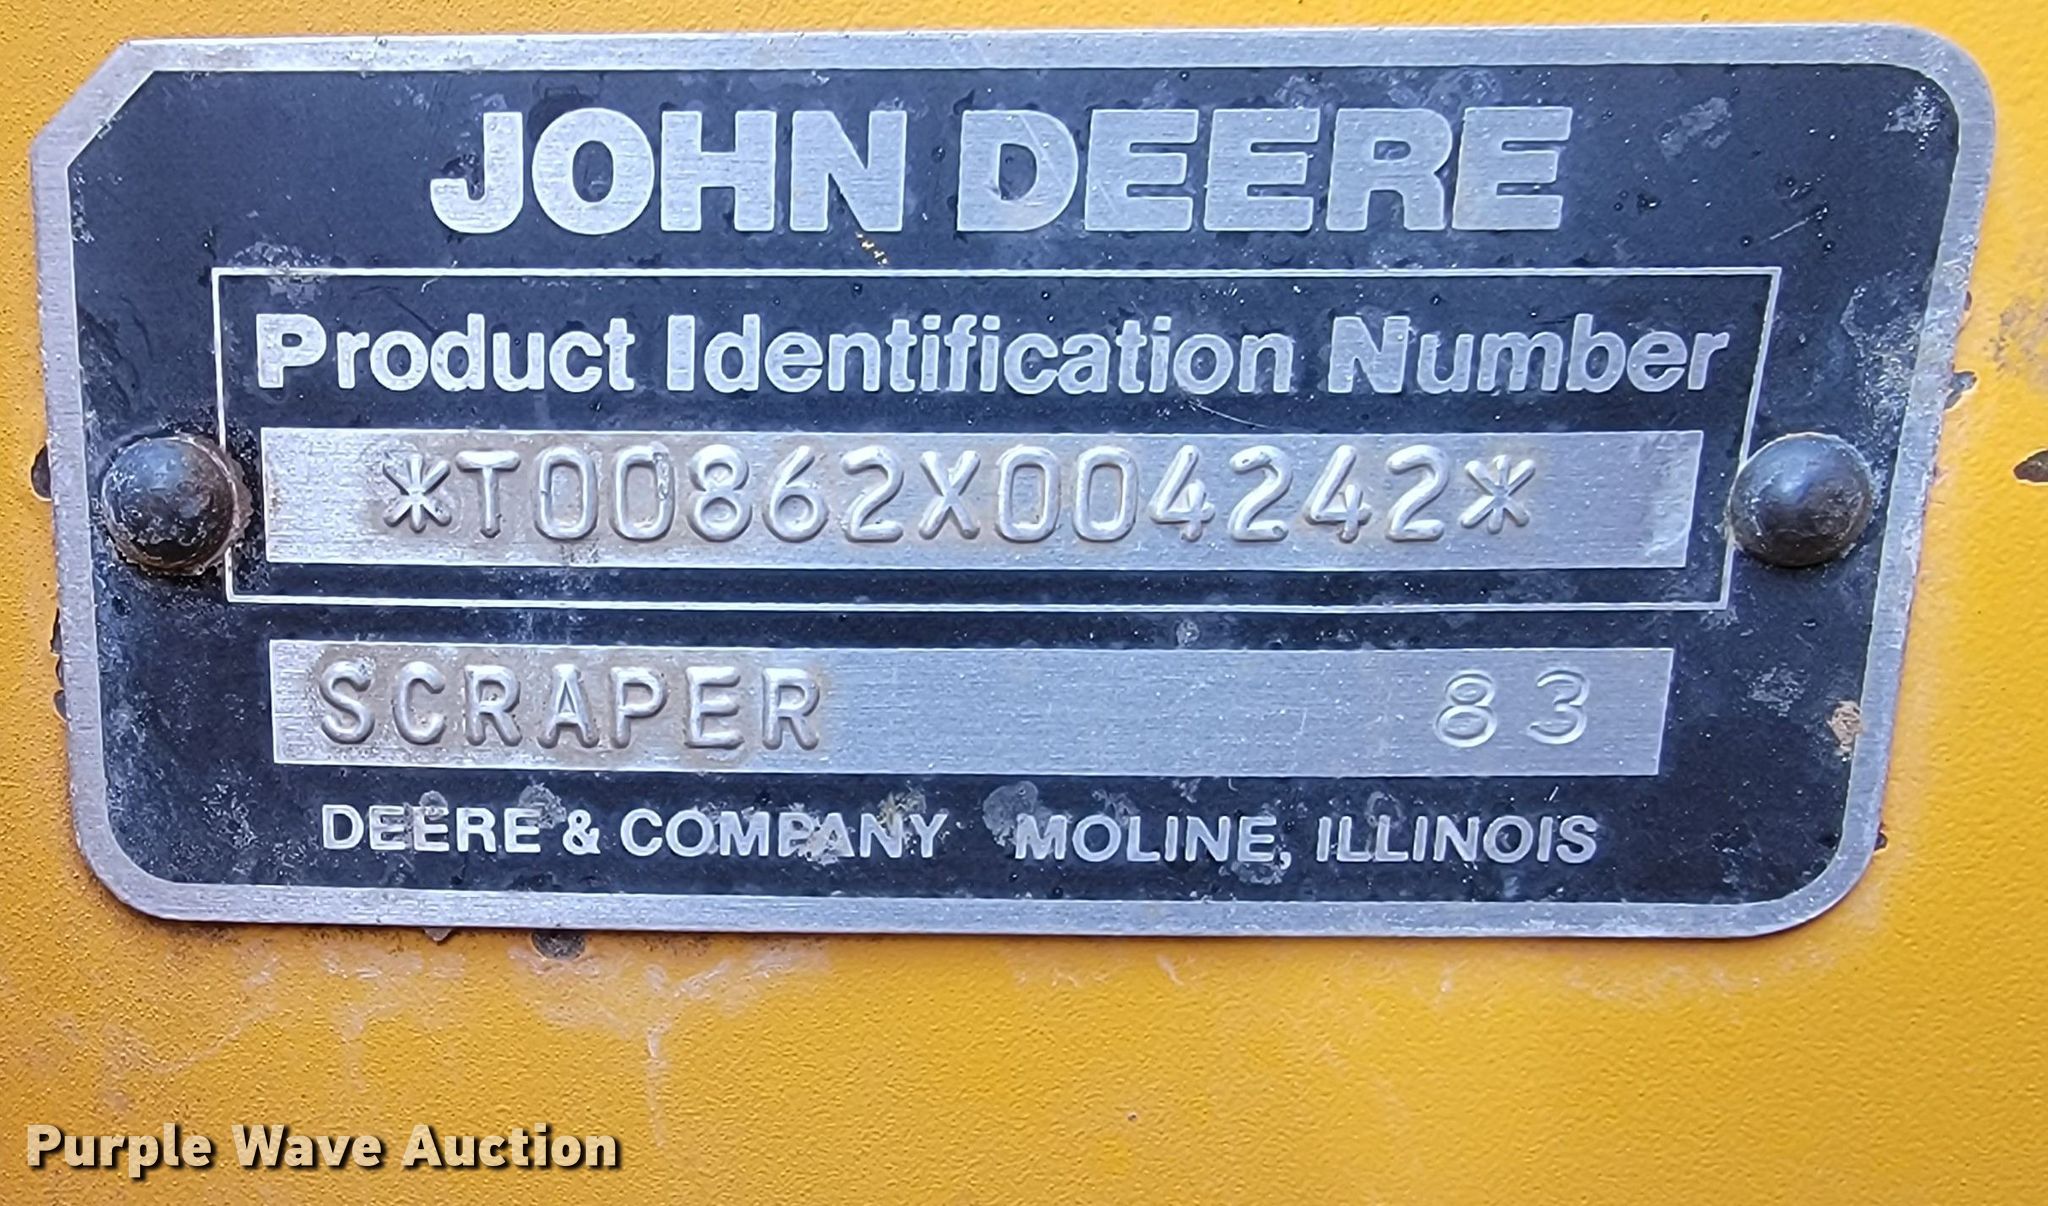 JOHN DEERE
Product Identification Number
*T00862X004242*
SCRAPER 83
DEERE & COMPANY MOLINE, ILLINOIS
Purple Wave Auction